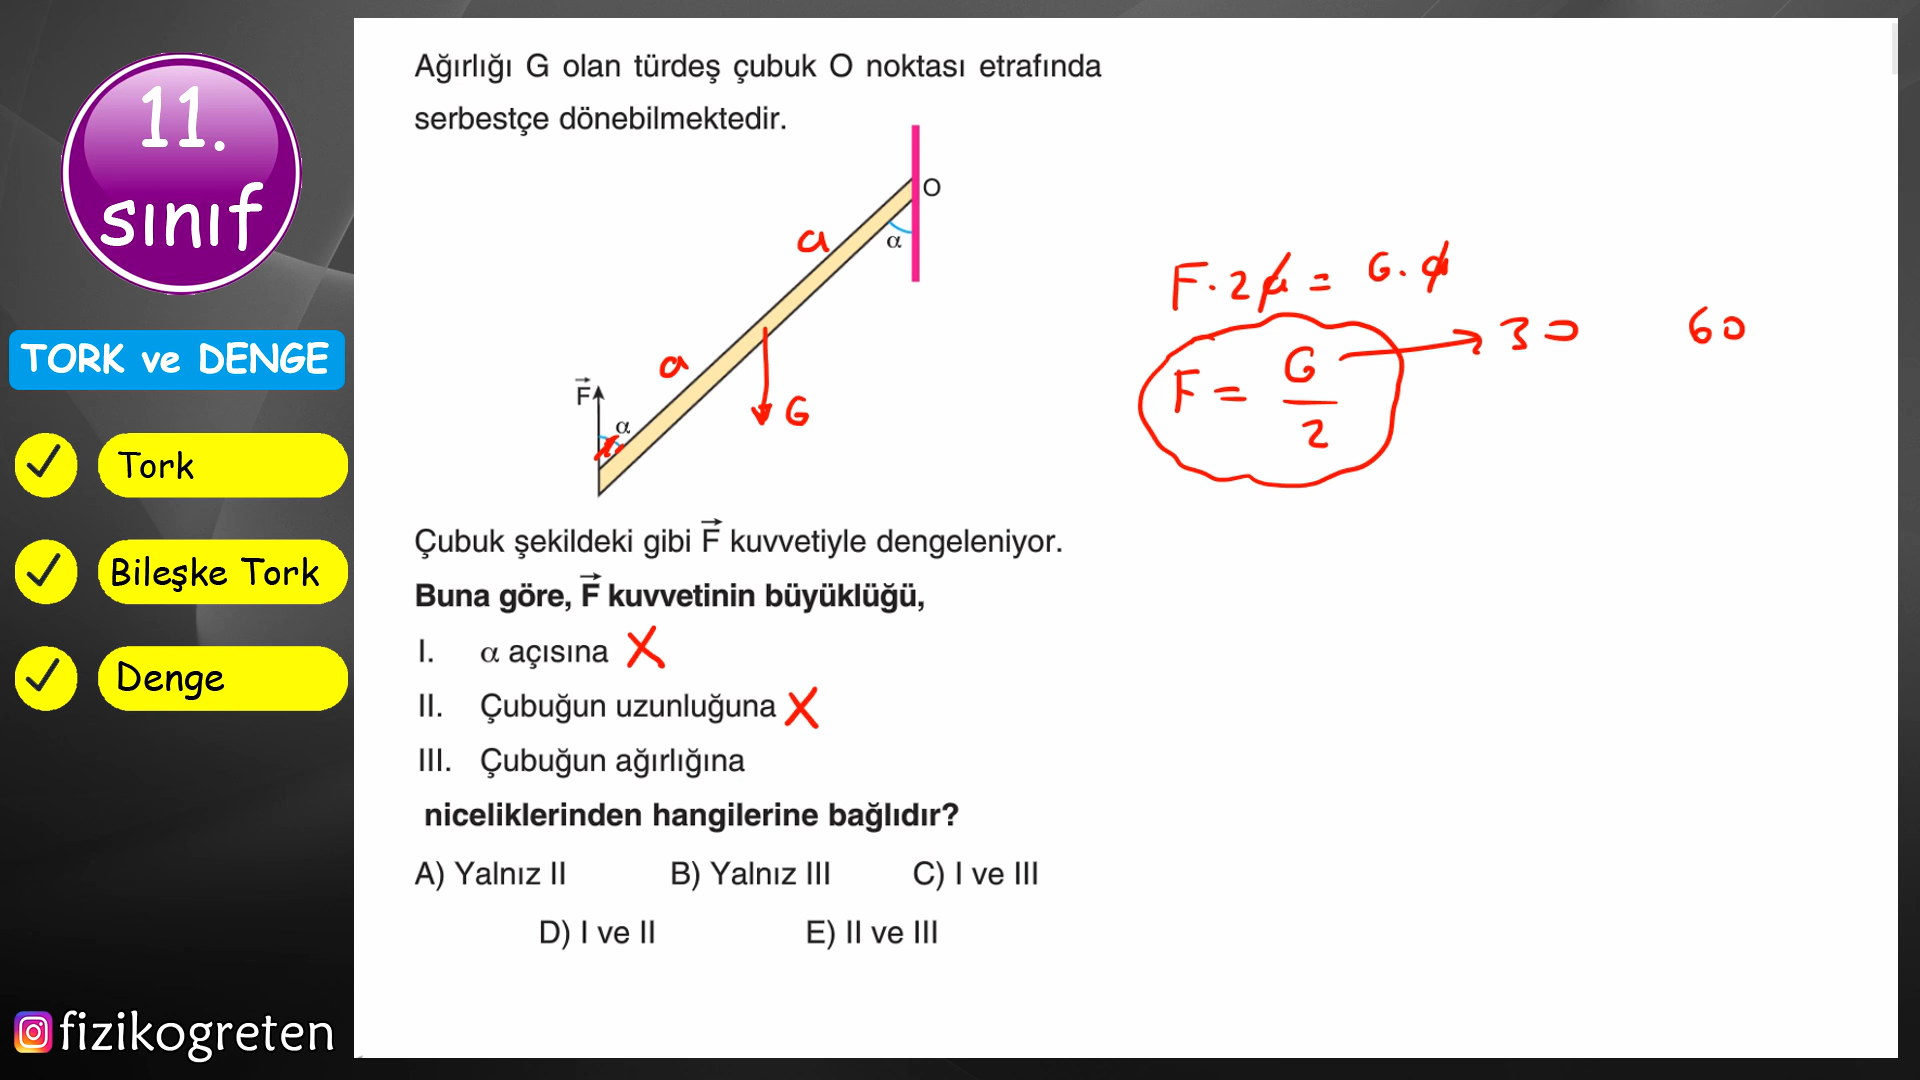 11.
sınıf
TORK ve DENGE
Tork
Bileşke Tork
Denge
fizikogreten
Ağırlığı G olan türdeş çubuk O noktası etrafında
serbestçe dönebilmektedir.
O
α
a
a
F
α
G
F. 2a = G. a
F = G
2
30
60
Çubuk şekildeki gibi F kuvvetiyle dengeleniyor.
Buna göre, F kuvvetinin büyüklüğü,
I. α açısına X
II. Çubuğun uzunluğuna X
III. Çubuğun ağırlığına
niceliklerinden hangilerine bağlıdır?
A) Yalnız II B) Yalnız III C) I ve III
D) I ve II E) II ve III